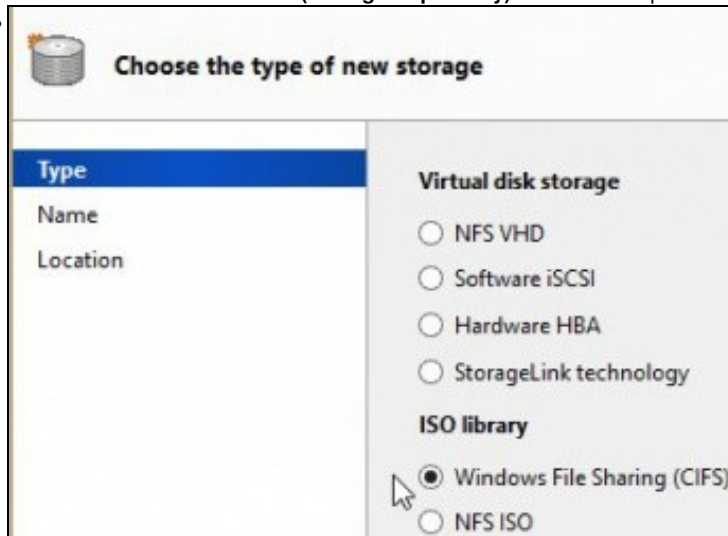 Choose the type of new storage
Type
Name
Location
Virtual disk storage
NFS VHD
Software iSCSI
Hardware HBA
StorageLink technology
ISO library
Windows File Sharing (CIFS)
NFS ISO